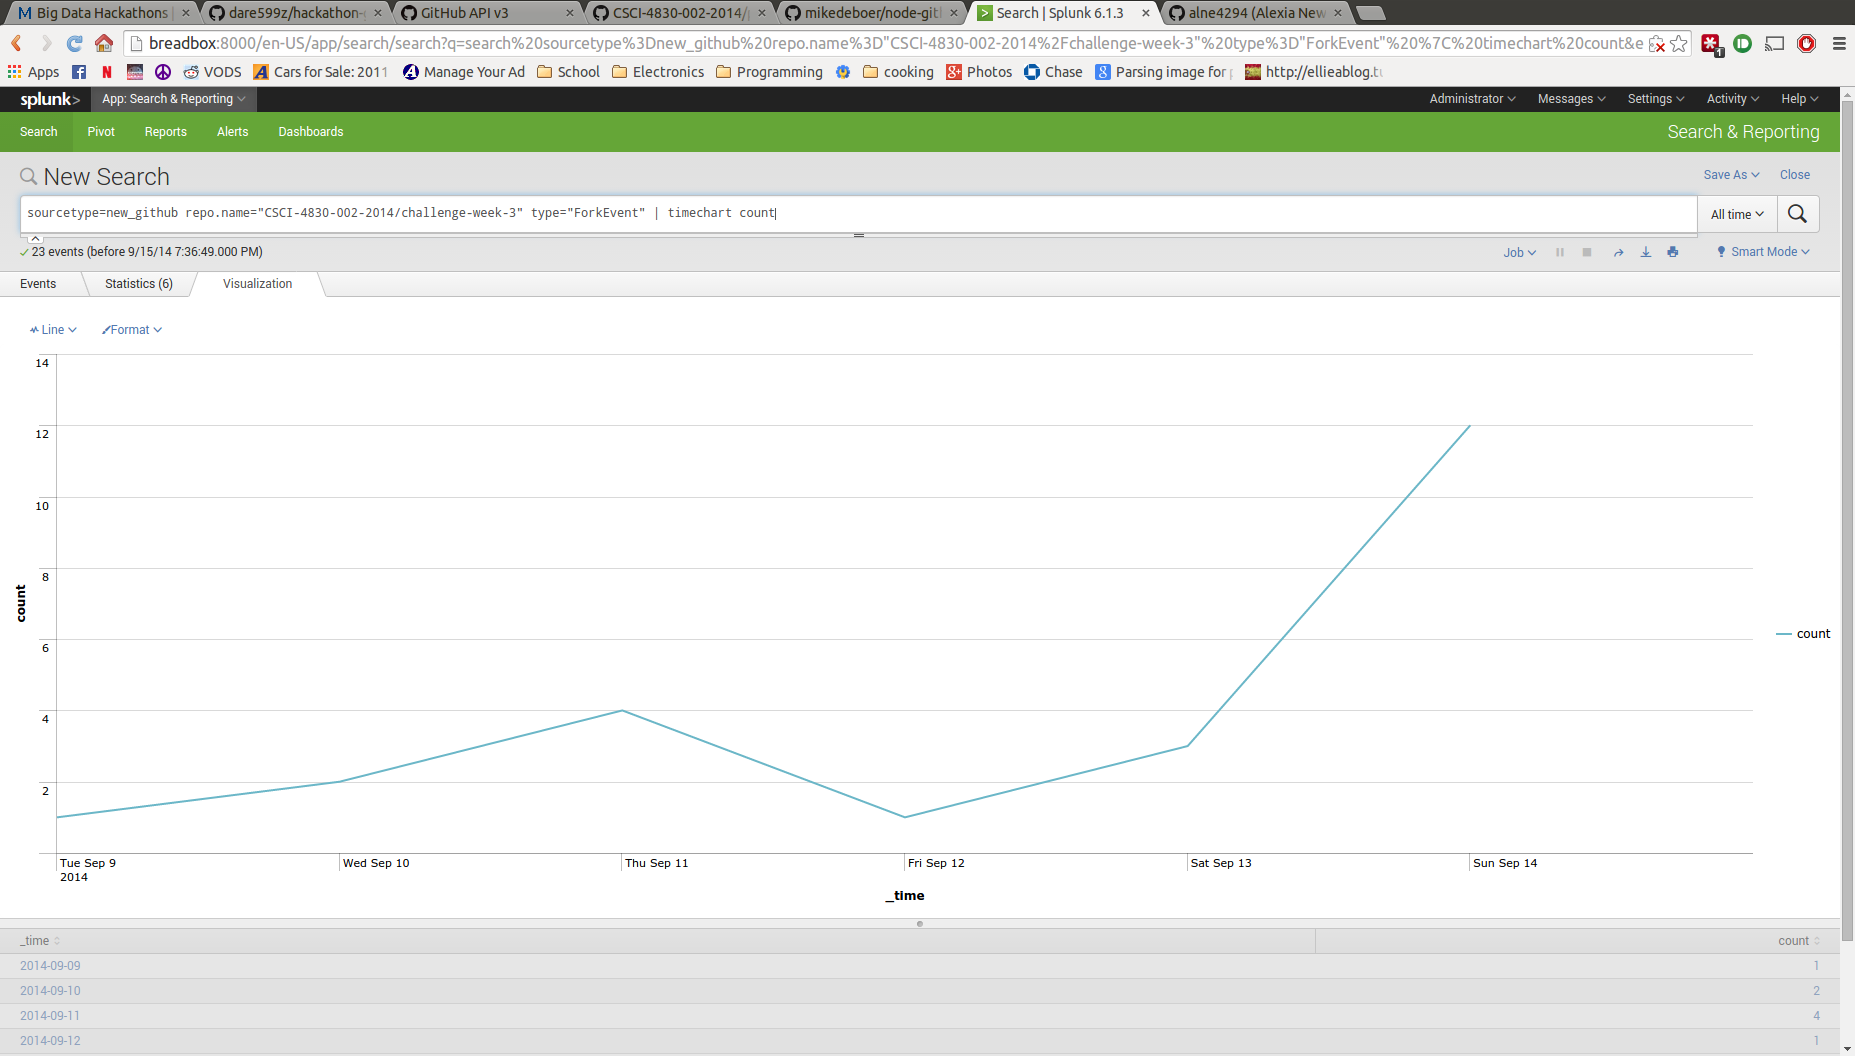 Big Data Hackathons |
dare599z/hackathon-
GitHub API v3
CSCI-4830-002-2014/
mikedeboer/node-git
Search | Splunk 6.1.3
alne4294 (Alexia New
breadbox:8000/en-US/app/search/search?q=search%20sourcetype%3Dnew_github%20repo.name%3D"CSCI-4830-002-2014%2Fchallenge-week-3"%20type%3D"ForkEvent"%20%7C%20timechart%20count&e
Apps VODS Cars for Sale: 2011 Manage Your Ad School Electronics Programming cooking Photos Chase Parsing image for http://ellieablog.tu
splunk> App: Search & Reporting Administrator Messages Settings Activity Help
Search Pivot Reports Alerts Dashboards Search & Reporting
New Search Save As Close
sourcetype=new_github repo.name="CSCI-4830-002-2014/challenge-week-3" type="ForkEvent" | timechart count
All time
23 events (before 9/15/14 7:36:49.000 PM) Job Smart Mode
Events Statistics (6) Visualization
Line Format
14
12
10
8
6
4
2
count
count
Tue Sep 9 Wed Sep 10 Thu Sep 11 Fri Sep 12 Sat Sep 13 Sun Sep 14
2014
_time
_time count
2014-09-09 1
2014-09-10 2
2014-09-11 4
2014-09-12 1